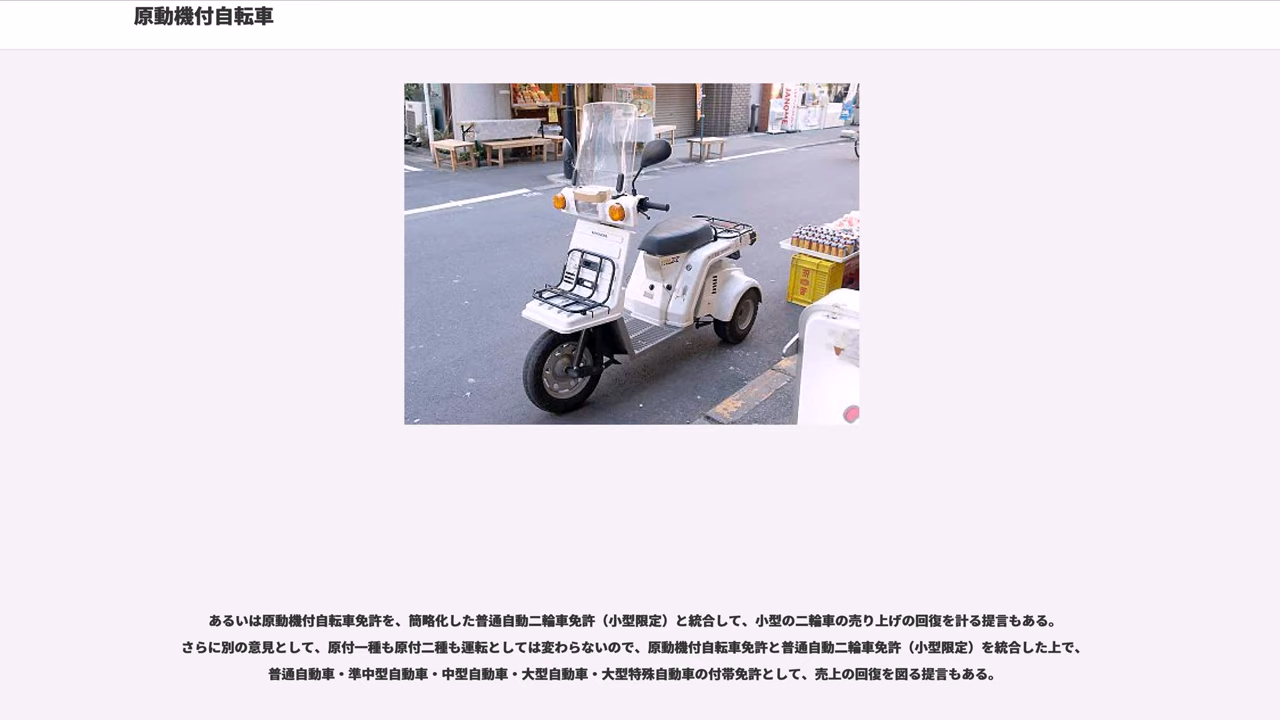 原動機付自転車
あるいは原動機付自転車免許を、簡略化した普通自動二輪車免許（小型限定）と統合して、小型の二輪車の売り上げの回復を計る提言もある。
さらに別の意見として、原付一種も原付二種も運転としては変わらないので、原動機付自転車免許と普通自動二輪車免許（小型限定）を統合した上で、
普通自動車・準中型自動車・中型自動車・大型自動車・大型特殊自動車の付帯免許として、売上の回復を図る提言もある。